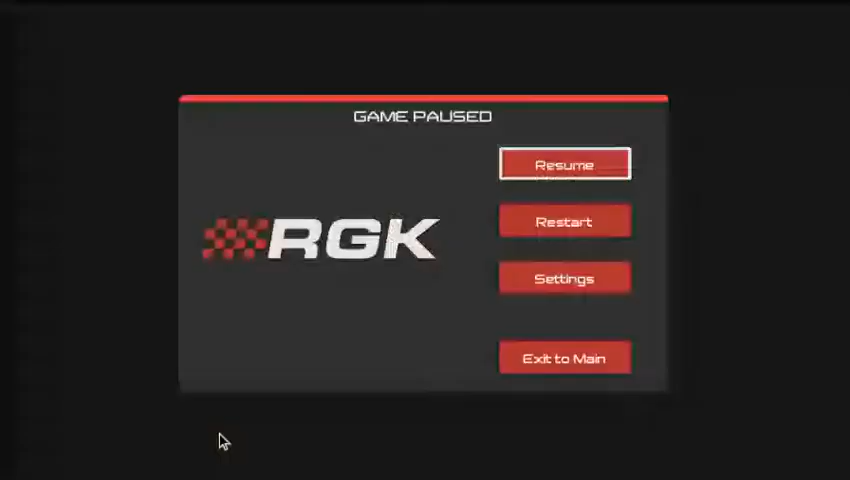 GAME PAUSED
Resume
RGK
Restart
Settings
Exit to Main